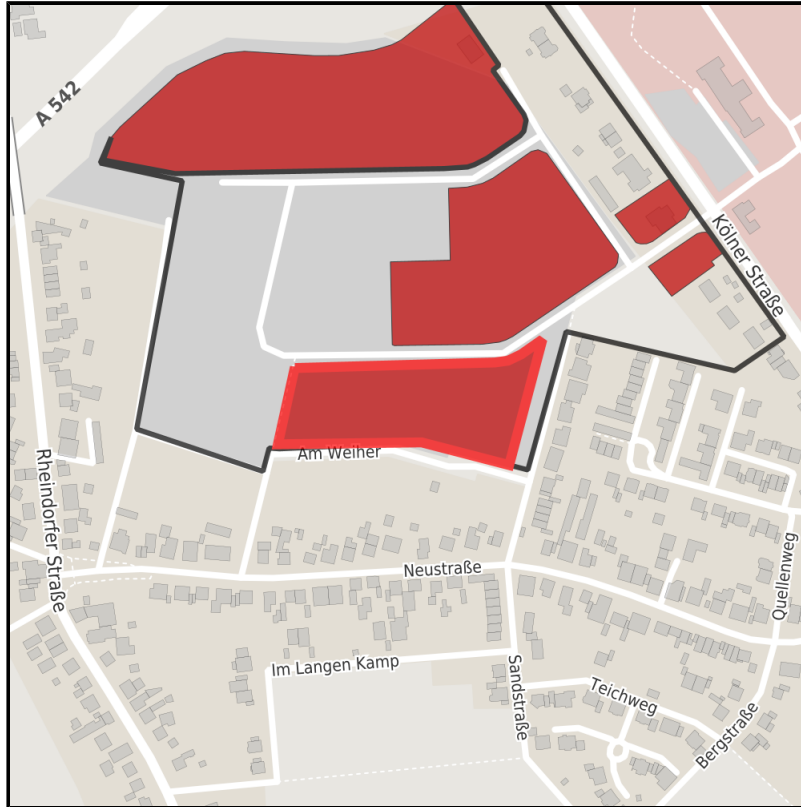 A 542
Kölner Straße
Am Weiher
Rheindorfer Straße
Neustraße
Quellenweg
Im Langen Kamp
Sandstraße
Teichweg
Bergstraße